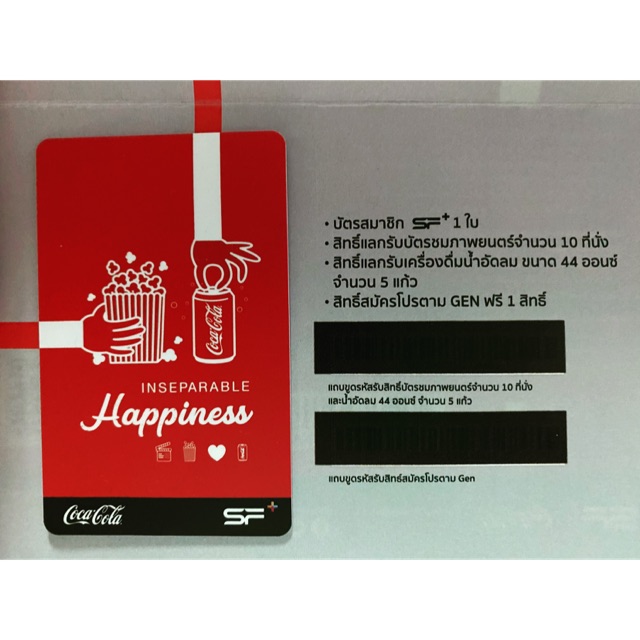 Coca-Cola
INSEPARABLE
Happiness
Coca-Cola
SF+
• บัตรสมาชิก SF+ 1 ใบ
• สิทธิ์แลกรับบัตรชมภาพยนตร์จำนวน 10 ที่นั่ง
• สิทธิ์แลกรับเครื่องดื่มน้ำอัดลม ขนาด 44 ออนซ์
จำนวน 5 แก้ว
• สิทธิ์สมัครโปรตาม GEN ฟรี 1 สิทธิ์
แถบขูดรหัสรับสิทธิ์บัตรชมภาพยนตร์จำนวน 10 ที่นั่ง
และน้ำอัดลม 44 ออนซ์ จำนวน 5 แก้ว
แถบขูดรหัสรับสิทธ์สมัครโปรตาม Gen